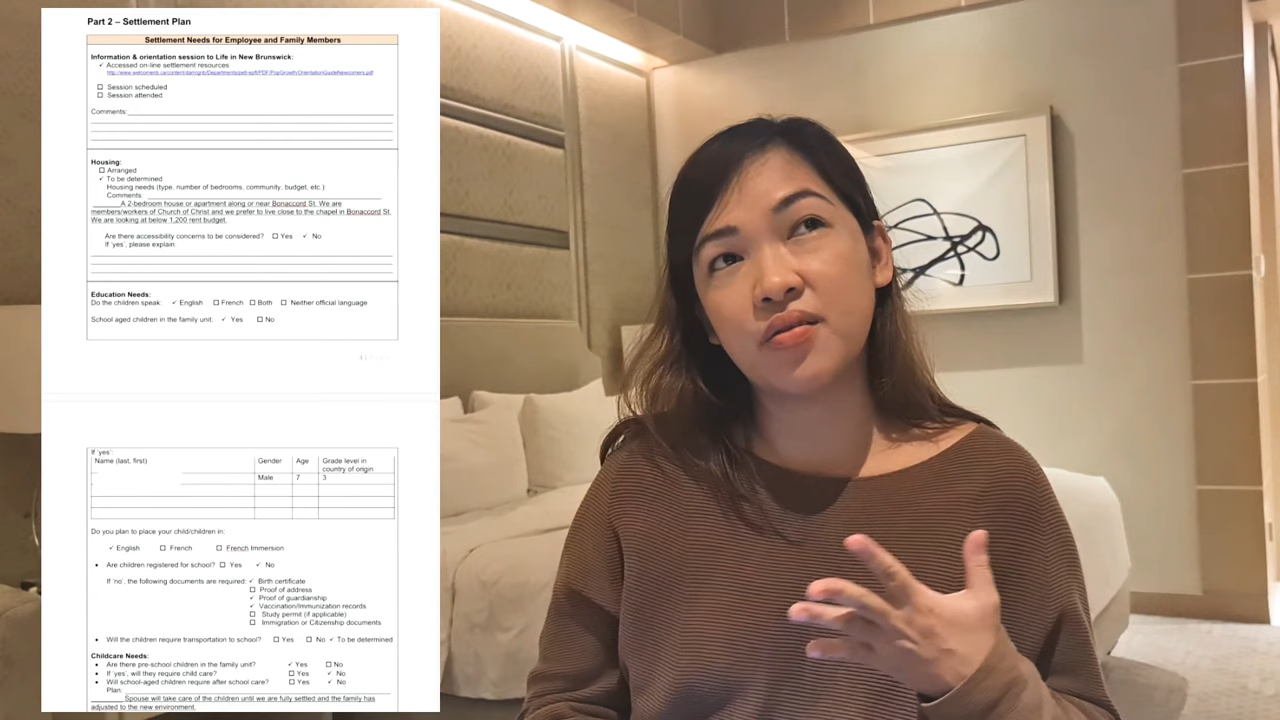 Part 2 – Settlement Plan
Settlement Needs for Employee and Family Members
Information & orientation session to Life in New Brunswick:
✓ Accessed on-line settlement resources
☐ Session scheduled
☐ Session attended
Comments:
Housing:
☐ Arranged
✓ To be determined
Housing needs (type, number of bedrooms, community, budget, etc.)
Comments:
A 2-bedroom house or apartment along or near Bonaccord St. We are
members/workers of Church of Christ and we prefer to live close to the chapel in Bonaccord St.
We are looking at below 1,200 rent budget.
Are there accessibility concerns to be considered? ☐ Yes ✓ No
If 'yes', please explain:
Education Needs:
Do the children speak: ✓ English ☐ French ☐ Both ☐ Neither official language
School aged children in the family unit: ✓ Yes ☐ No
If 'yes':
Name (last, first) Gender Age Grade level in
country of origin
Male 7 3
Do you plan to place your child/children in:
✓ English ☐ French ☐ French Immersion
• Are children registered for school? ☐ Yes ✓ No
If 'no', the following documents are required: ✓ Birth certificate
☐ Proof of address
✓ Proof of guardianship
✓ Vaccination/Immunization records
☐ Study permit (if applicable)
☐ Immigration or Citizenship documents
• Will the children require transportation to school? ☐ Yes ☐ No ✓ To be determined
Childcare Needs:
• Are there pre-school children in the family unit? ✓ Yes ☐ No
• If 'yes', will they require child care? ☐ Yes ✓ No
• Will school-aged children require after school care? ☐ Yes ✓ No
Plan:
Spouse will take care of the children until we are fully settled and the family has
adjusted to the new environment.